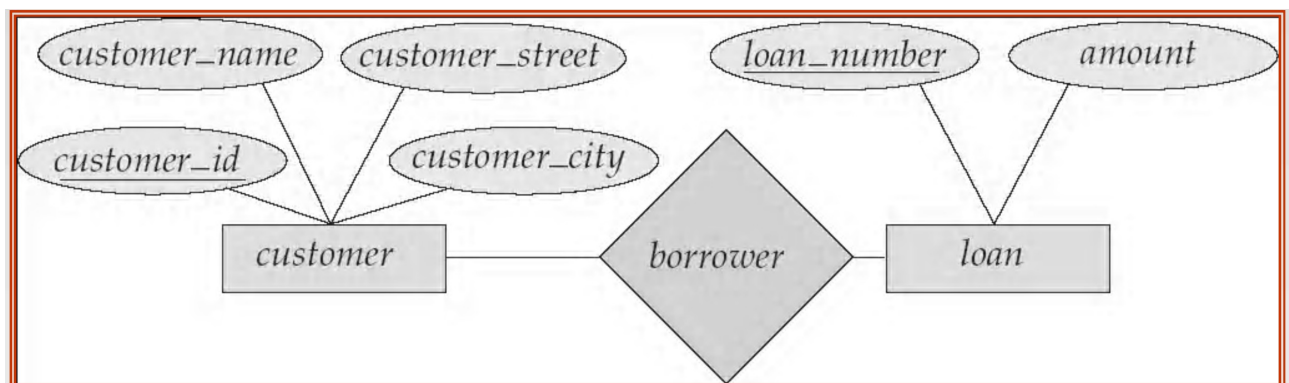 customer_name customer_street loan_number amount
customer_id customer_city
customer borrower loan